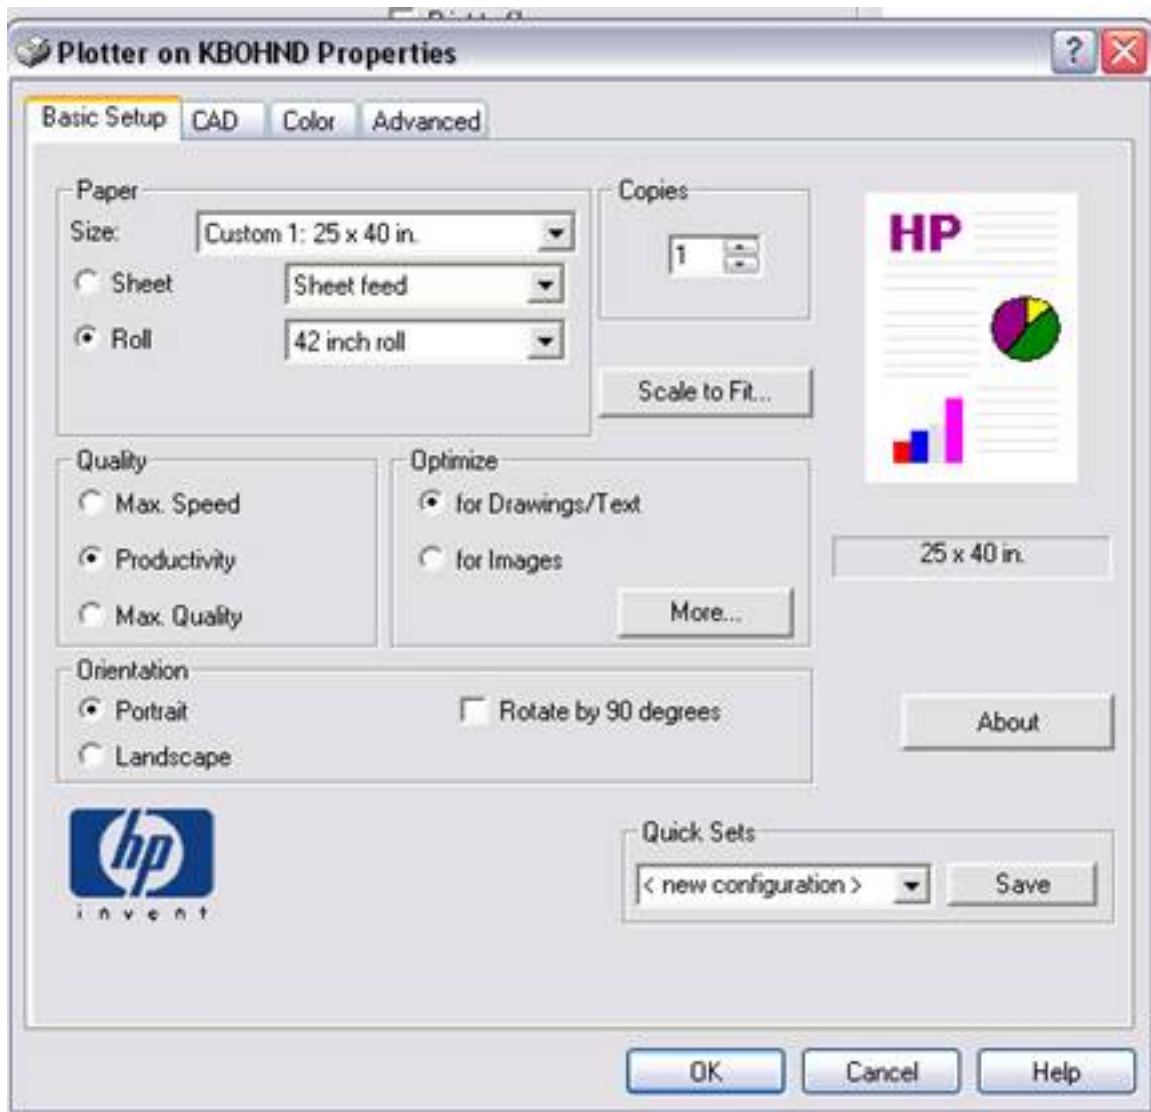 Plotter on KBOHND Properties
Basic Setup CAD Color Advanced
Paper
Size: Custom 1: 25 x 40 in.
Sheet Sheet feed
Roll 42 inch roll
Copies
1
Scale to Fit...
HP
25 x 40 in.
Quality
Max. Speed
Productivity
Max. Quality
Optimize
for Drawings/Text
for Images
More...
Orientation
Portrait
Landscape
Rotate by 90 degrees
About
hp
invent
Quick Sets
< new configuration > Save
OK Cancel Help